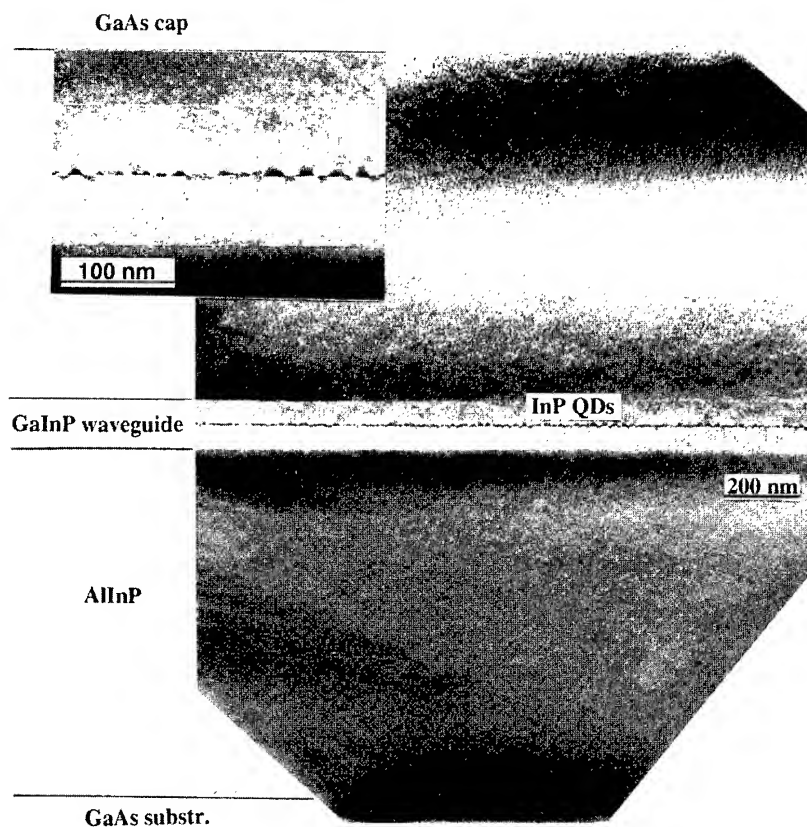 GaAs cap
100 nm
InP QDs
GaInP waveguide
200 nm
AlInP
GaAs substr.